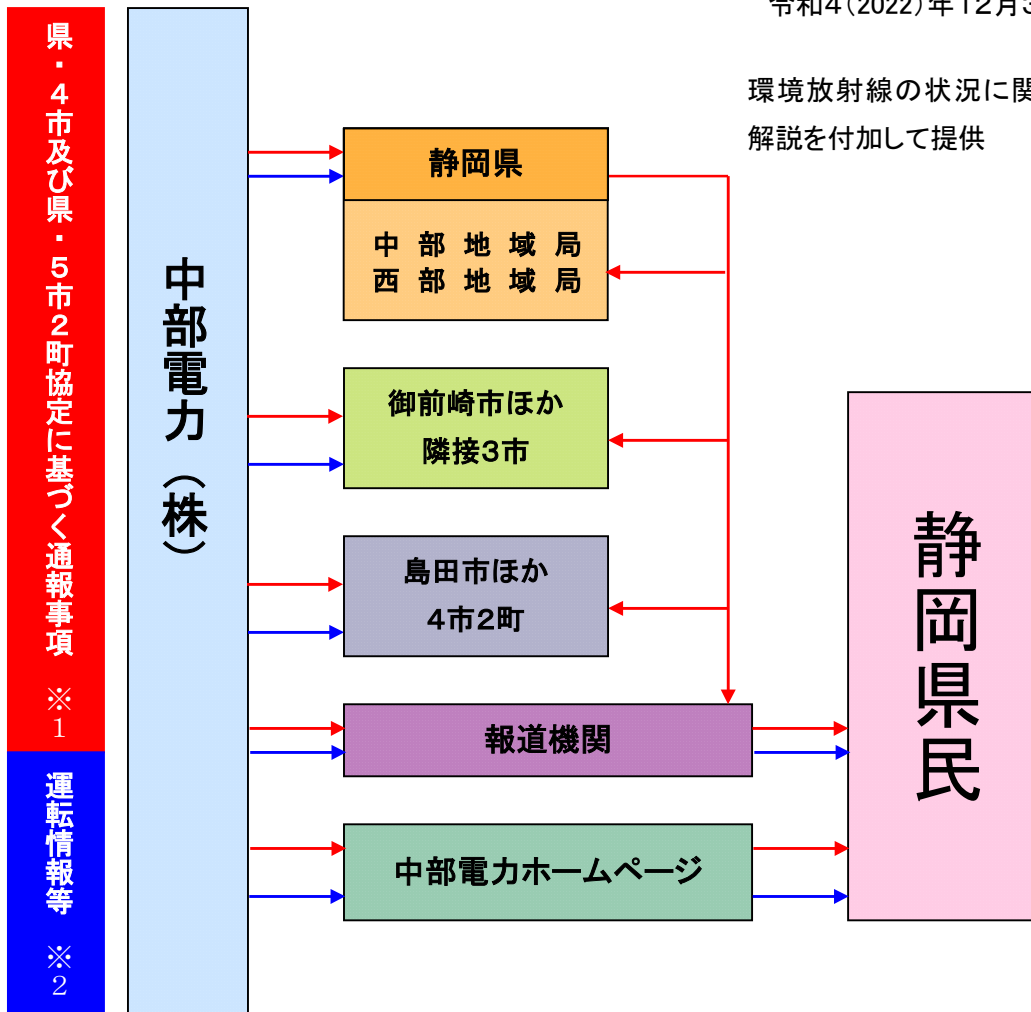 令和4(2022)年12月3
環境放射線の状況に関
解説を付加して提供
県・4市及び県・5市2町協定に基づく通報事項 ※1
運転情報等 ※2
中部電力(株)
静岡県
中部地域局
西部地域局
御前崎市ほか
隣接3市
島田市ほか
4市2町
報道機関
中部電力ホームページ
静岡県民